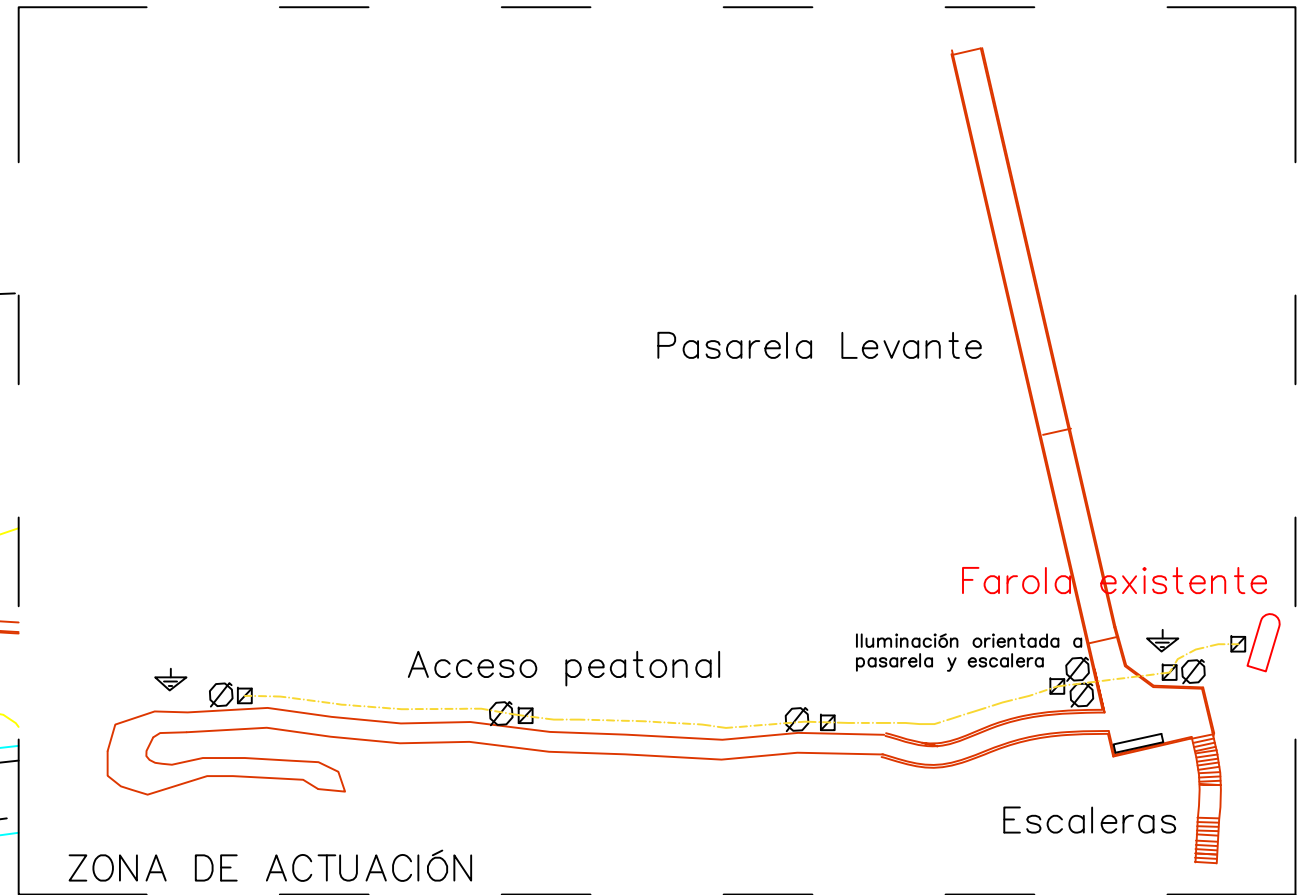 Pasarela Levante
Farola existente
Iluminación orientada a
pasarela y escalera
Acceso peatonal
Escaleras
ZONA DE ACTUACIÓN